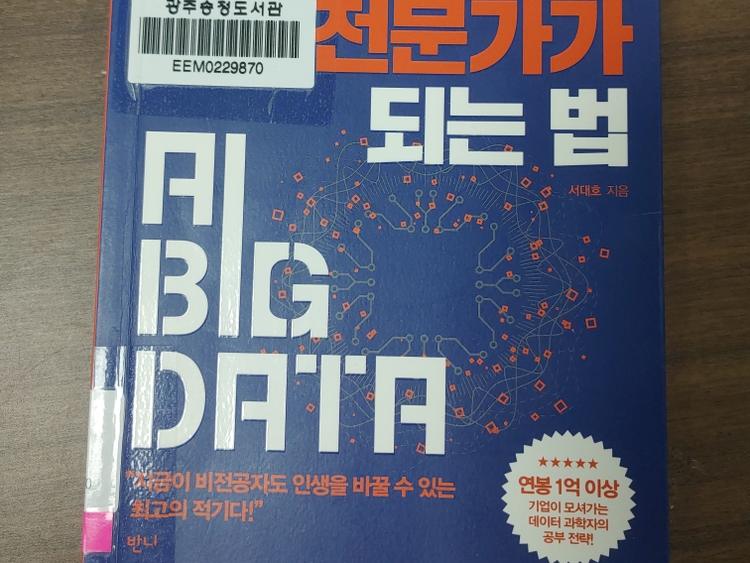 광주송정도서관
EEM0229870
전문가가
되는 법
서대호 지음
AI
BIG
DATA
"지금이 비전공자도 인생을 바꿀 수 있는
최고의 적기다!"
반니
★★★★★
연봉 1억 이상
기업이 모셔가는
데이터 과학자의
공부 전략!